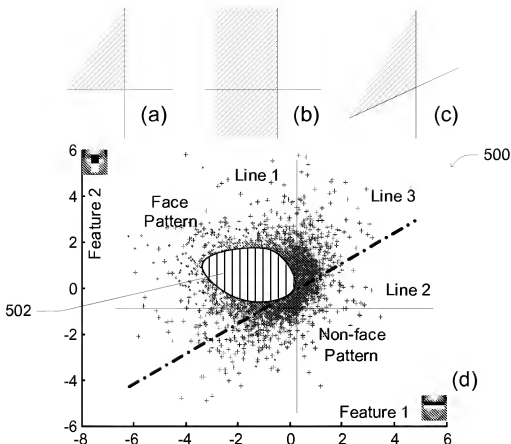 (a)
(b)
(c)
500
6
4
2
0
-2
-4
-6
Feature 2
Line 1
Line 3
Face
Pattern
502
Line 2
Non-face
Pattern
(d)
Feature 1
-8
-6
-4
-2
0
2
4
6